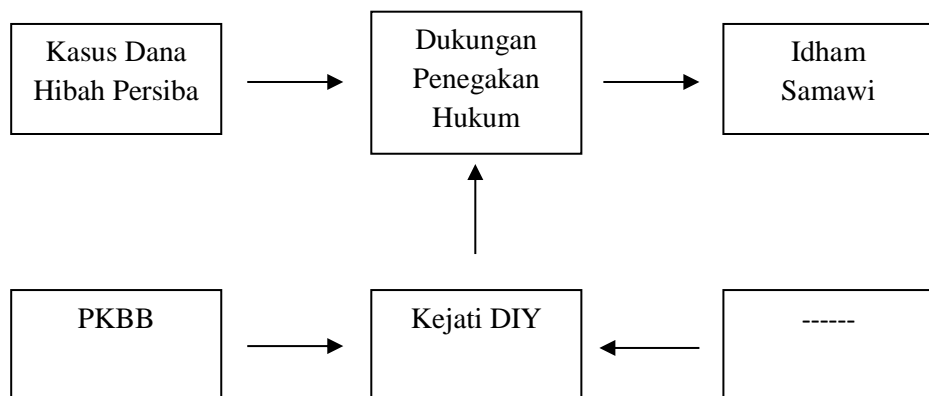 Kasus Dana
Hibah Persiba
Dukungan
Penegakan
Hukum
Idham
Samawi
PKBB
Kejati DIY
------